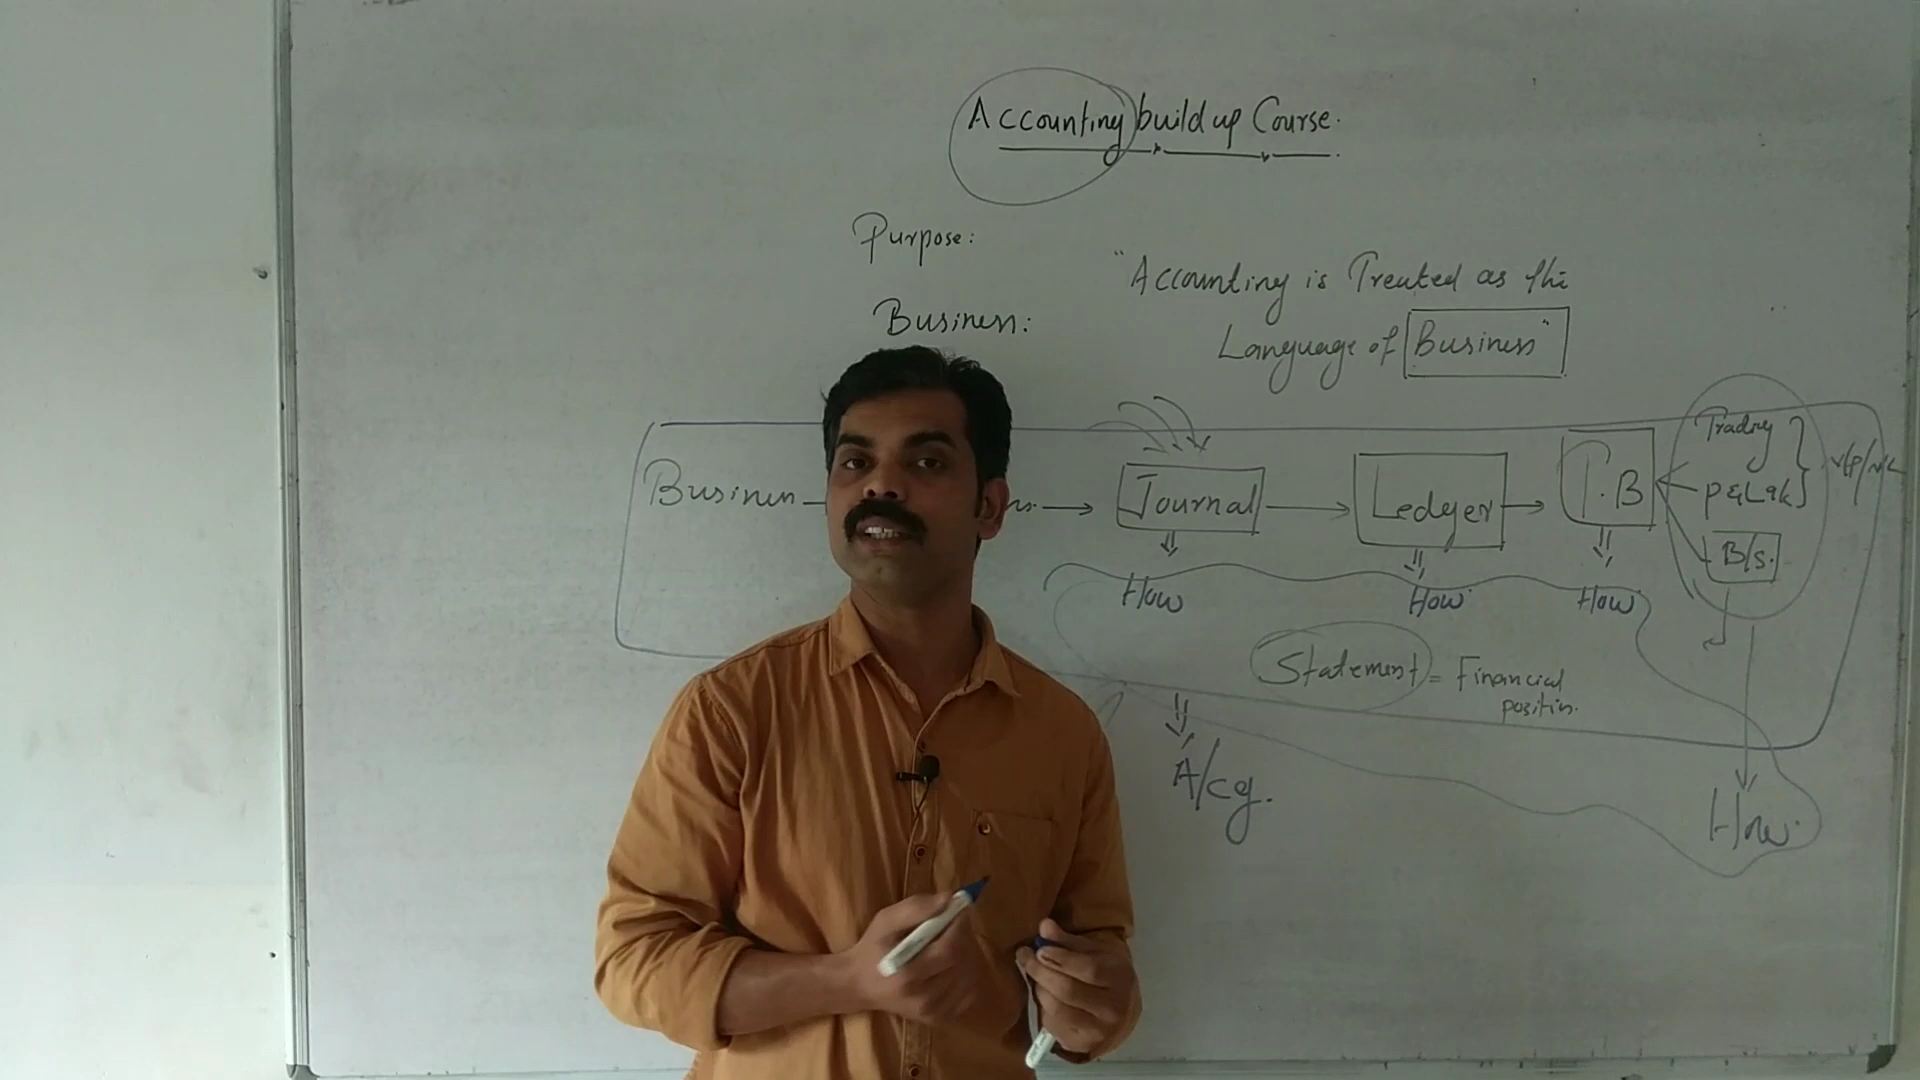 Accounting build up Course.
Purpose:
"Accounting is Treated as the
Language of Business"
Business:
Business
Journal
Ledger
T.B
Trading
P&L a/c
B/s.
How
How
How
Statement = Financial
position.
A/cg.
How